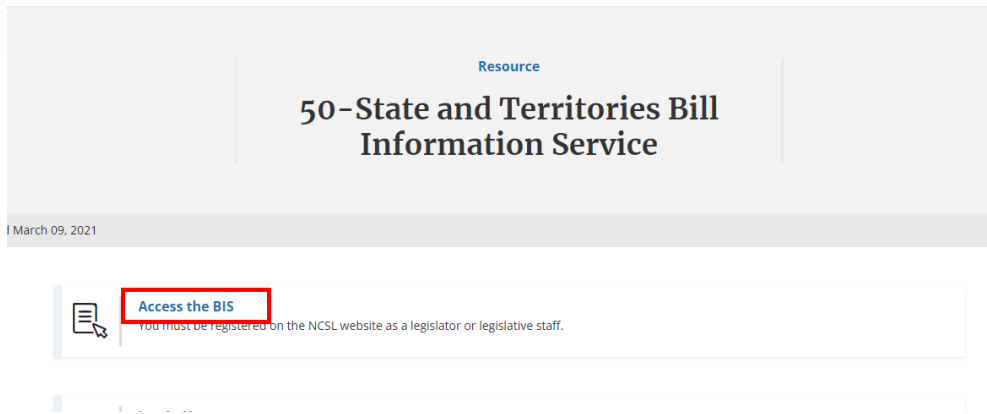 Resource
50-State and Territories Bill
Information Service
March 09, 2021
Access the BIS
You must be registered on the NCSL website as a legislator or legislative staff.